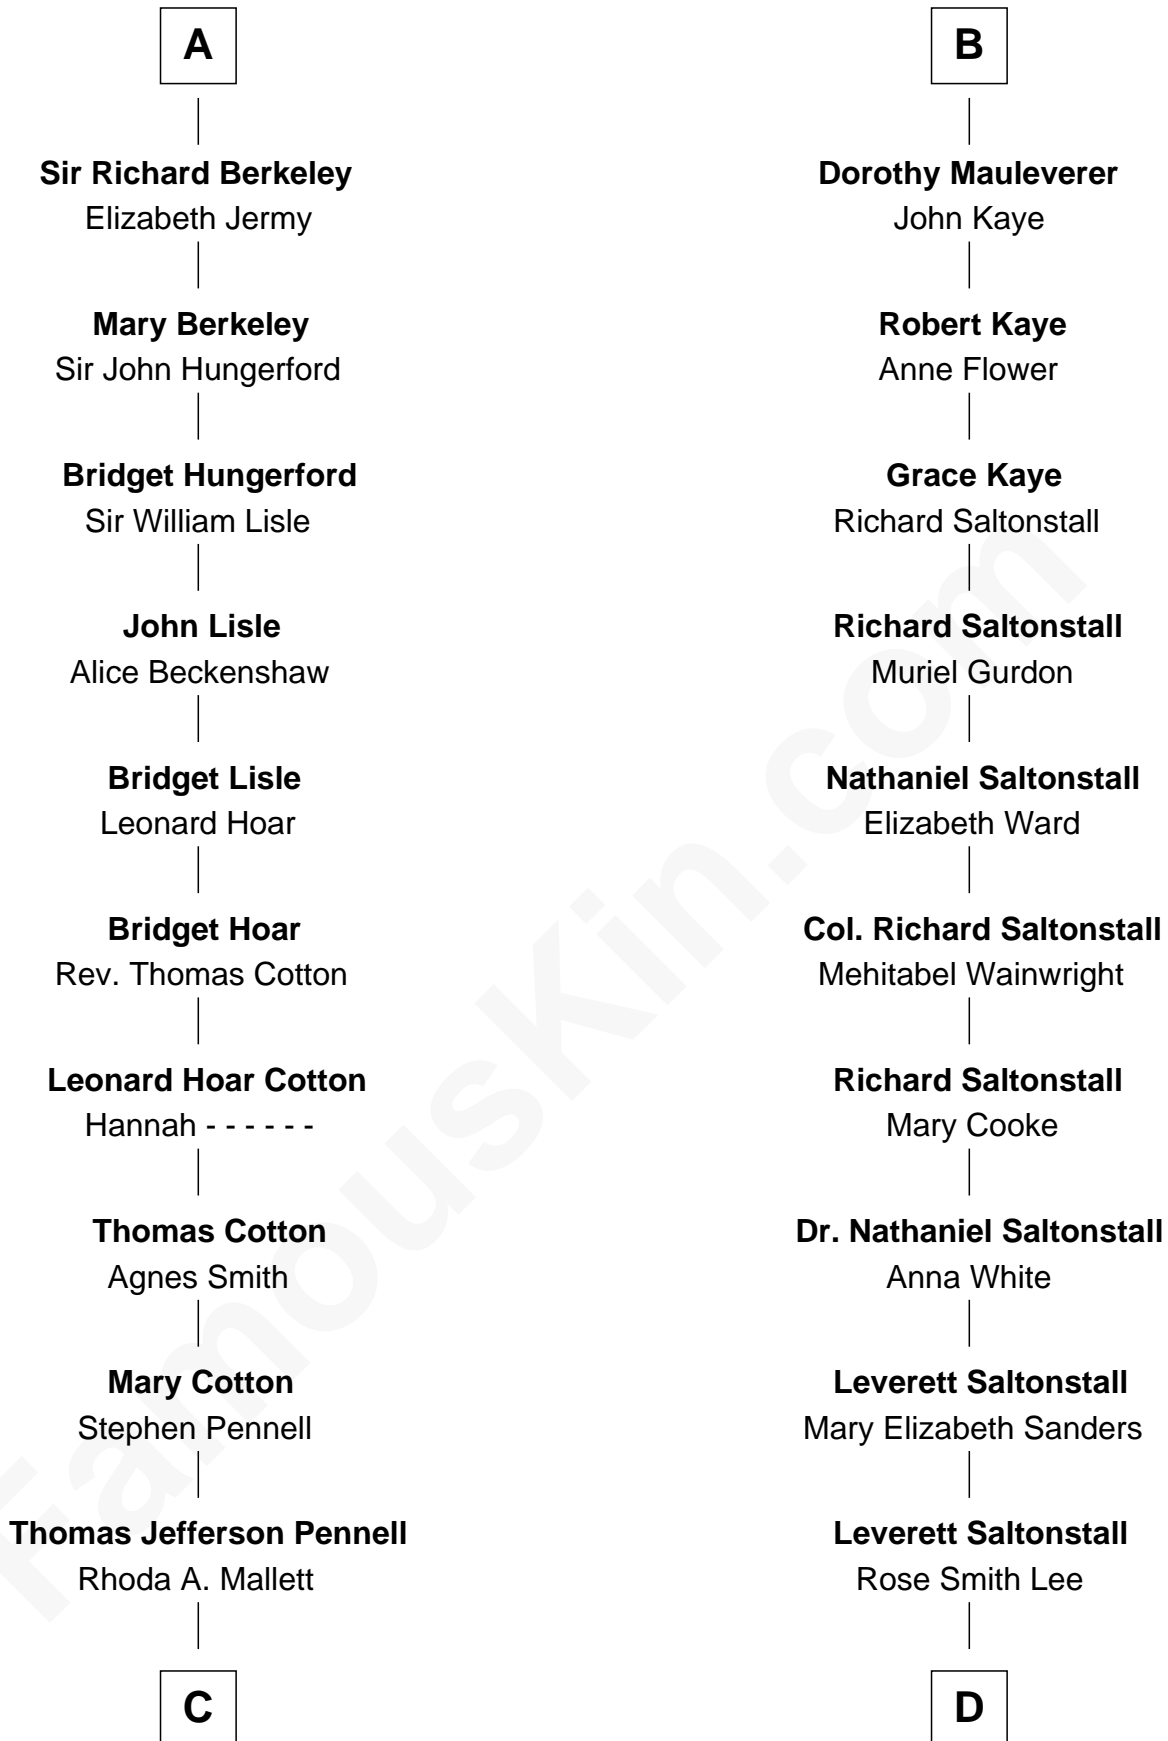 A
Sir Richard Berkeley
Elizabeth Jermy
Mary Berkeley
Sir John Hungerford
Bridget Hungerford
Sir William Lisle
John Lisle
Alice Beckenshaw
Bridget Lisle
Leonard Hoar
Bridget Hoar
Rev. Thomas Cotton
Leonard Hoar Cotton
Hannah - - - - - -
Thomas Cotton
Agnes Smith
Mary Cotton
Stephen Pennell
Thomas Jefferson Pennell
Rhoda A. Mallett
C
B
Dorothy Mauleverer
John Kaye
Robert Kaye
Anne Flower
Grace Kaye
Richard Saltonstall
Richard Saltonstall
Muriel Gurdon
Nathaniel Saltonstall
Elizabeth Ward
Col. Richard Saltonstall
Mehitabel Wainwright
Richard Saltonstall
Mary Cooke
Dr. Nathaniel Saltonstall
Anna White
Leverett Saltonstall
Mary Elizabeth Sanders
Leverett Saltonstall
Rose Smith Lee
D
FamousKin.com